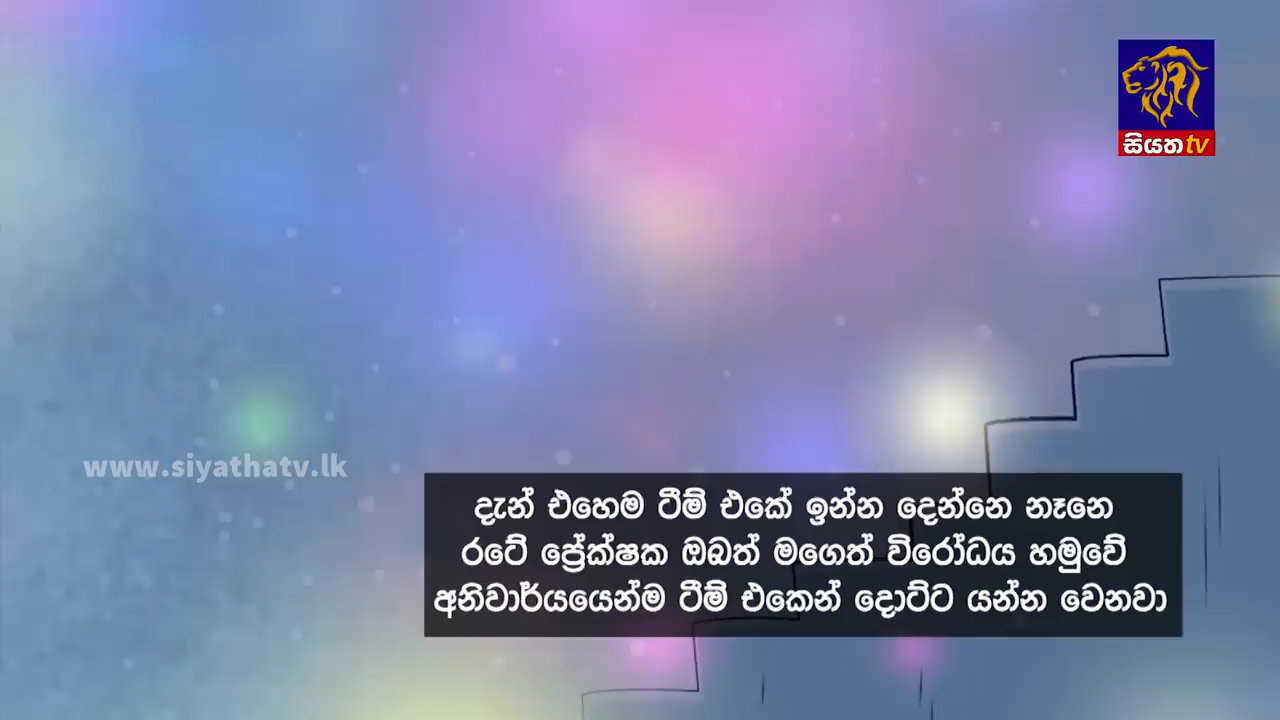 සියත tv
www.siyathatv.lk
දැන් එහෙම ටීම් එකේ ඉන්න දෙන්නෙ නෑනෙ
රටේ ප්‍රේක්ෂක ඔබත් මගෙත් විරෝධය හමුවේ
අනිවාර්යයෙන්ම ටීම් එකෙන් දොට්ට යන්න වෙනවා